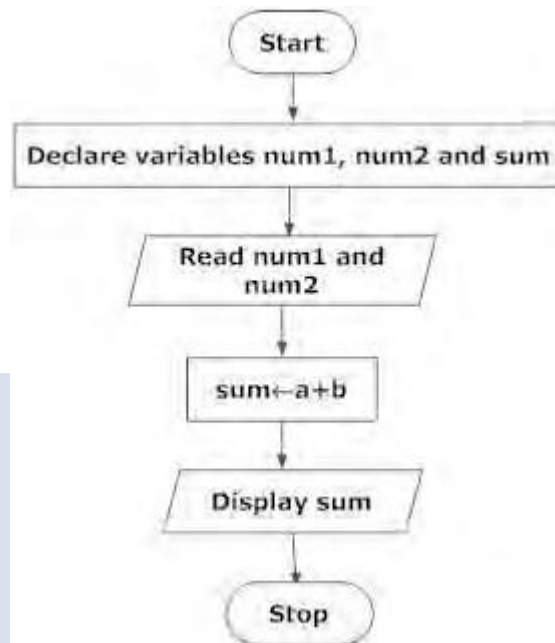 Start
Declare variables num1, num2 and sum
Read num1 and
num2
sum←a+b
Display sum
Stop